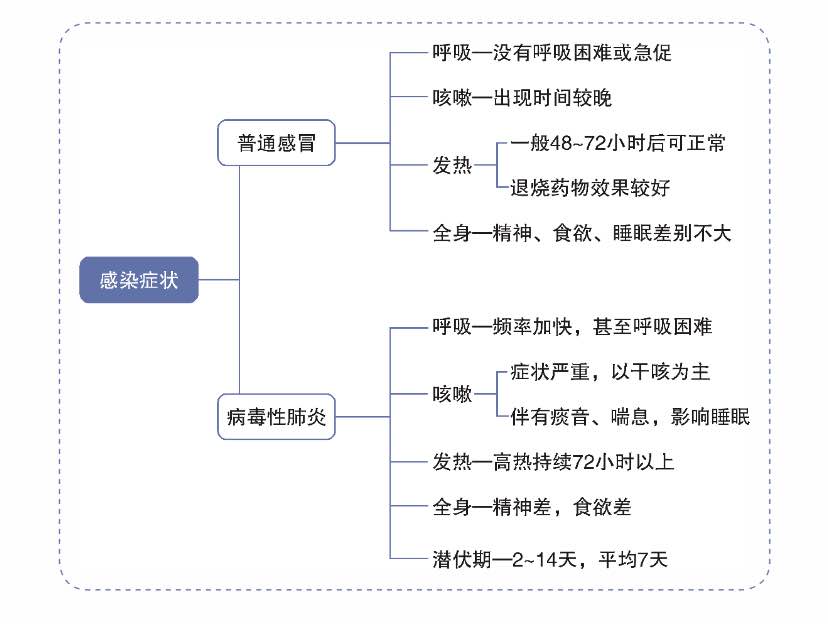 感染症状
普通感冒
呼吸—没有呼吸困难或急促
咳嗽—出现时间较晚
发热
一般48~72小时后可正常
退烧药物效果较好
全身—精神、食欲、睡眠差别不大
病毒性肺炎
呼吸—频率加快，甚至呼吸困难
咳嗽
症状严重，以干咳为主
伴有痰音、喘息，影响睡眠
发热—高热持续72小时以上
全身—精神差，食欲差
潜伏期—2~14天，平均7天